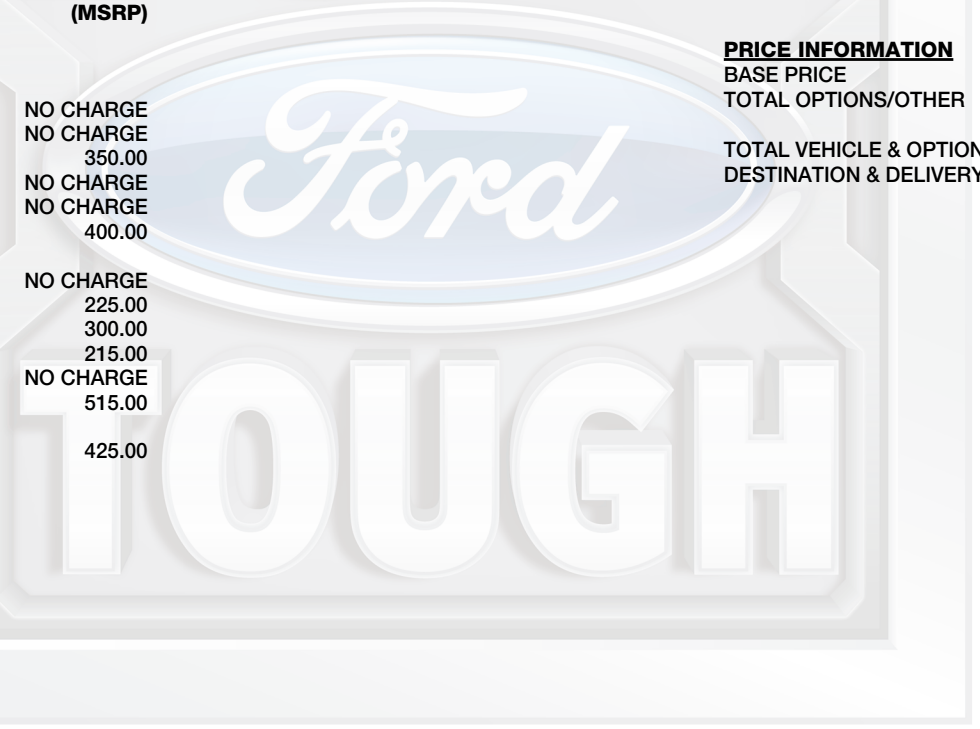 (MSRP)
NO CHARGE
NO CHARGE
350.00
NO CHARGE
NO CHARGE
400.00
NO CHARGE
225.00
300.00
215.00
NO CHARGE
515.00
425.00
PRICE INFORMATION
BASE PRICE
TOTAL OPTIONS/OTHER
TOTAL VEHICLE & OPTION
DESTINATION & DELIVERY
Ford
TOUGH